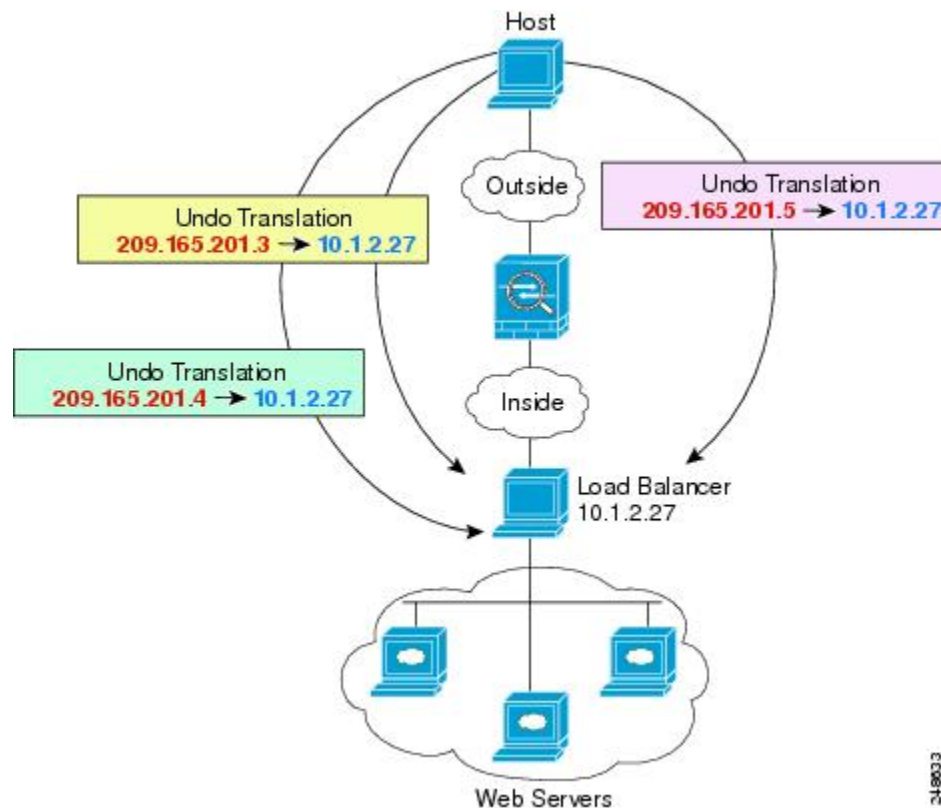 Host
Outside
Undo Translation
209.165.201.3 → 10.1.2.27
Undo Translation
209.165.201.5 → 10.1.2.27
Undo Translation
209.165.201.4 → 10.1.2.27
Inside
Load Balancer
10.1.2.27
Web Servers
248633